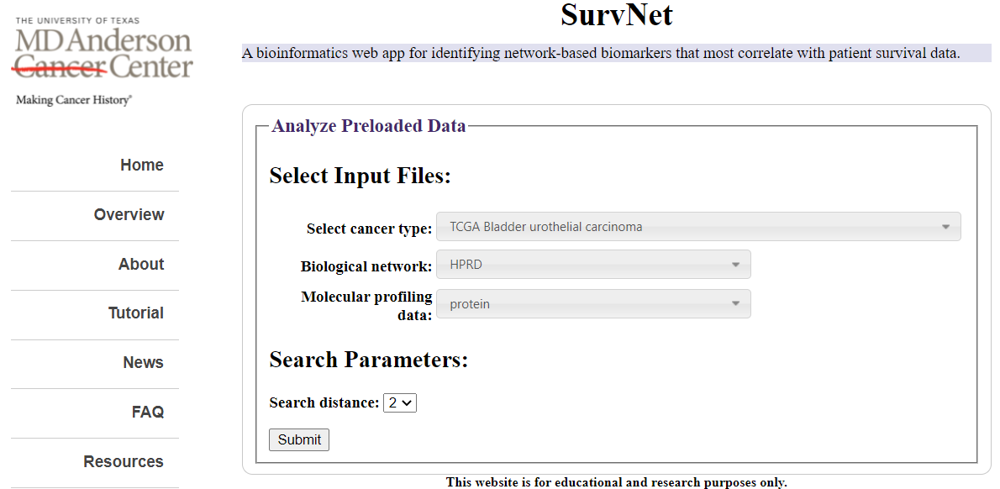 THE UNIVERSITY OF TEXAS
MD Anderson
Cancer Center
Making Cancer History®
Home
Overview
About
Tutorial
News
FAQ
Resources
SurvNet
A bioinformatics web app for identifying network-based biomarkers that most correlate with patient survival data.
Analyze Preloaded Data
Select Input Files:
Select cancer type: TCGA Bladder urothelial carcinoma
Biological network: HPRD
Molecular profiling
data: protein
Search Parameters:
Search distance: 2
Submit
This website is for educational and research purposes only.